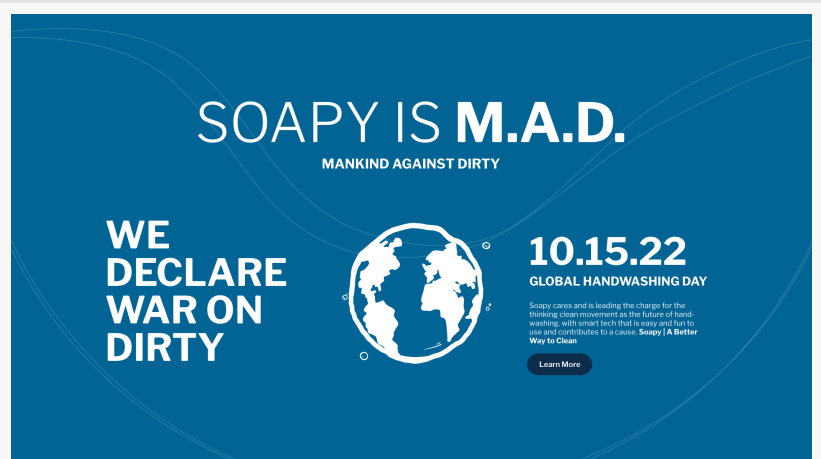 SOAPY IS M.A.D.
MANKIND AGAINST DIRTY
WE
DECLARE
WAR ON
DIRTY
10.15.22
GLOBAL HANDWASHING DAY
Soapy cares and is leading the charge for the
thinking clean movement as the future of hand-
washing, with smart tech that is easy and fun to
use and contributes to a cause. Soapy | A Better
Way to Clean
Learn More